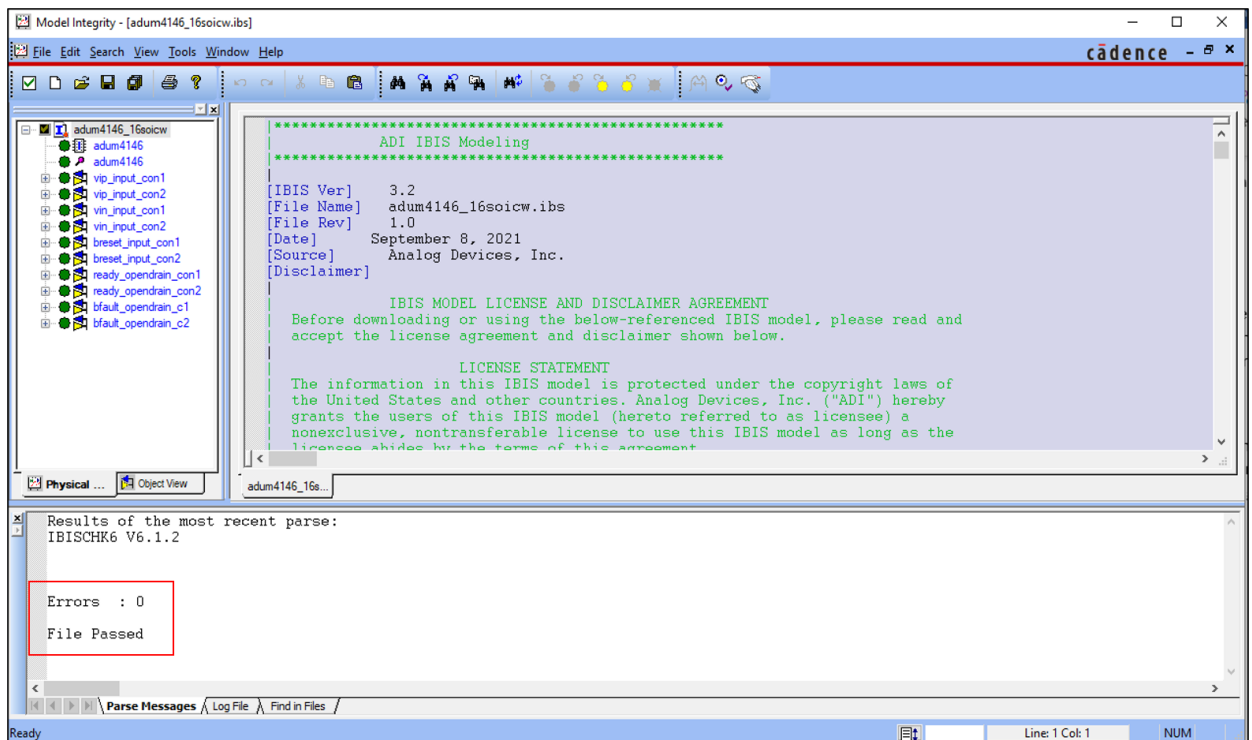 Model Integrity - [adum4146_16soicw.ibs]
File Edit Search View Tools Window Help
cādence
adum4146_16soicw
adum4146
adum4146
vip_input_con1
vip_input_con2
vin_input_con1
vin_input_con2
breset_input_con1
breset_input_con2
ready_opendrain_con1
ready_opendrain_con2
bfault_opendrain_c1
bfault_opendrain_c2
Physical ...
Object View
|***************************************************
| ADI IBIS Modeling
|***************************************************
|
[IBIS Ver] 3.2
[File Name] adum4146_16soicw.ibs
[File Rev] 1.0
[Date] September 8, 2021
[Source] Analog Devices, Inc.
[Disclaimer]
|
| IBIS MODEL LICENSE AND DISCLAIMER AGREEMENT
| Before downloading or using the below-referenced IBIS model, please read and
| accept the license agreement and disclaimer shown below.
|
| LICENSE STATEMENT
| The information in this IBIS model is protected under the copyright laws of
| the United States and other countries. Analog Devices, Inc. ("ADI") hereby
| grants the users of this IBIS model (hereto referred to as licensee) a
| nonexclusive, nontransferable license to use this IBIS model as long as the
| licensee abides by the terms of this agreement
adum4146_16s...
Results of the most recent parse:
IBISCHK6 V6.1.2
Errors : 0
File Passed
Parse Messages Log File Find in Files
Ready
Line: 1 Col: 1
NUM